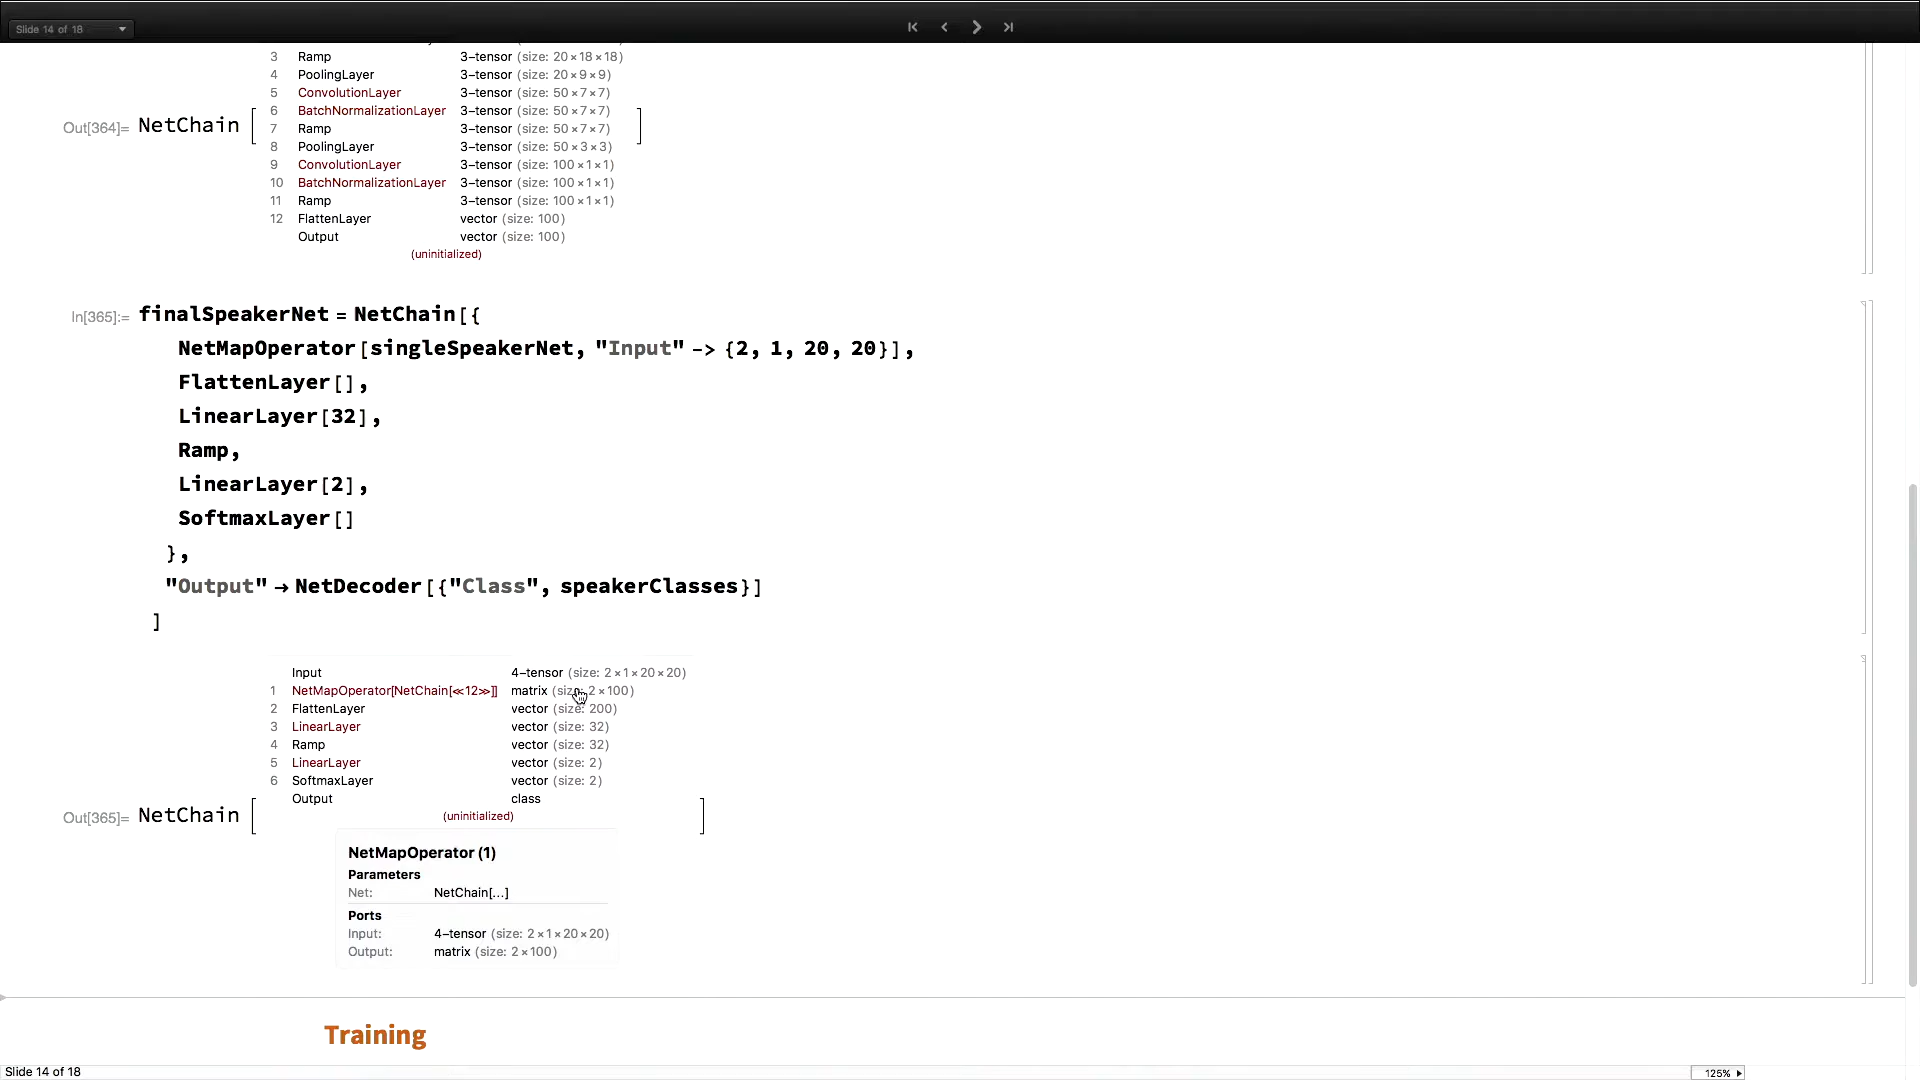 Slide 14 of 18
3 Ramp 3-tensor (size: 20×18×18)
4 PoolingLayer 3-tensor (size: 20×9×9)
5 ConvolutionLayer 3-tensor (size: 50×7×7)
6 BatchNormalizationLayer 3-tensor (size: 50×7×7)
Out[364]= NetChain [
7 Ramp 3-tensor (size: 50×7×7) ]
8 PoolingLayer 3-tensor (size: 50×3×3)
9 ConvolutionLayer 3-tensor (size: 100×1×1)
10 BatchNormalizationLayer 3-tensor (size: 100×1×1)
11 Ramp 3-tensor (size: 100×1×1)
12 FlattenLayer vector (size: 100)
Output vector (size: 100)
(uninitialized)
In[365]:= finalSpeakerNet = NetChain[{
NetMapOperator[singleSpeakerNet, "Input" -> {2, 1, 20, 20}],
FlattenLayer[],
LinearLayer[32],
Ramp,
LinearLayer[2],
SoftmaxLayer[]
},
"Output" → NetDecoder[{"Class", speakerClasses}]
]
Input 4-tensor (size: 2×1×20×20)
1 NetMapOperator[NetChain[≪12≫]] matrix (size: 2×100)
2 FlattenLayer vector (size: 200)
3 LinearLayer vector (size: 32)
4 Ramp vector (size: 32)
5 LinearLayer vector (size: 2)
6 SoftmaxLayer vector (size: 2)
Output class
Out[365]= NetChain [ (uninitialized) ]
NetMapOperator (1)
Parameters
Net: NetChain[...]
Ports
Input: 4-tensor (size: 2×1×20×20)
Output: matrix (size: 2×100)
Training
Slide 14 of 18 125%